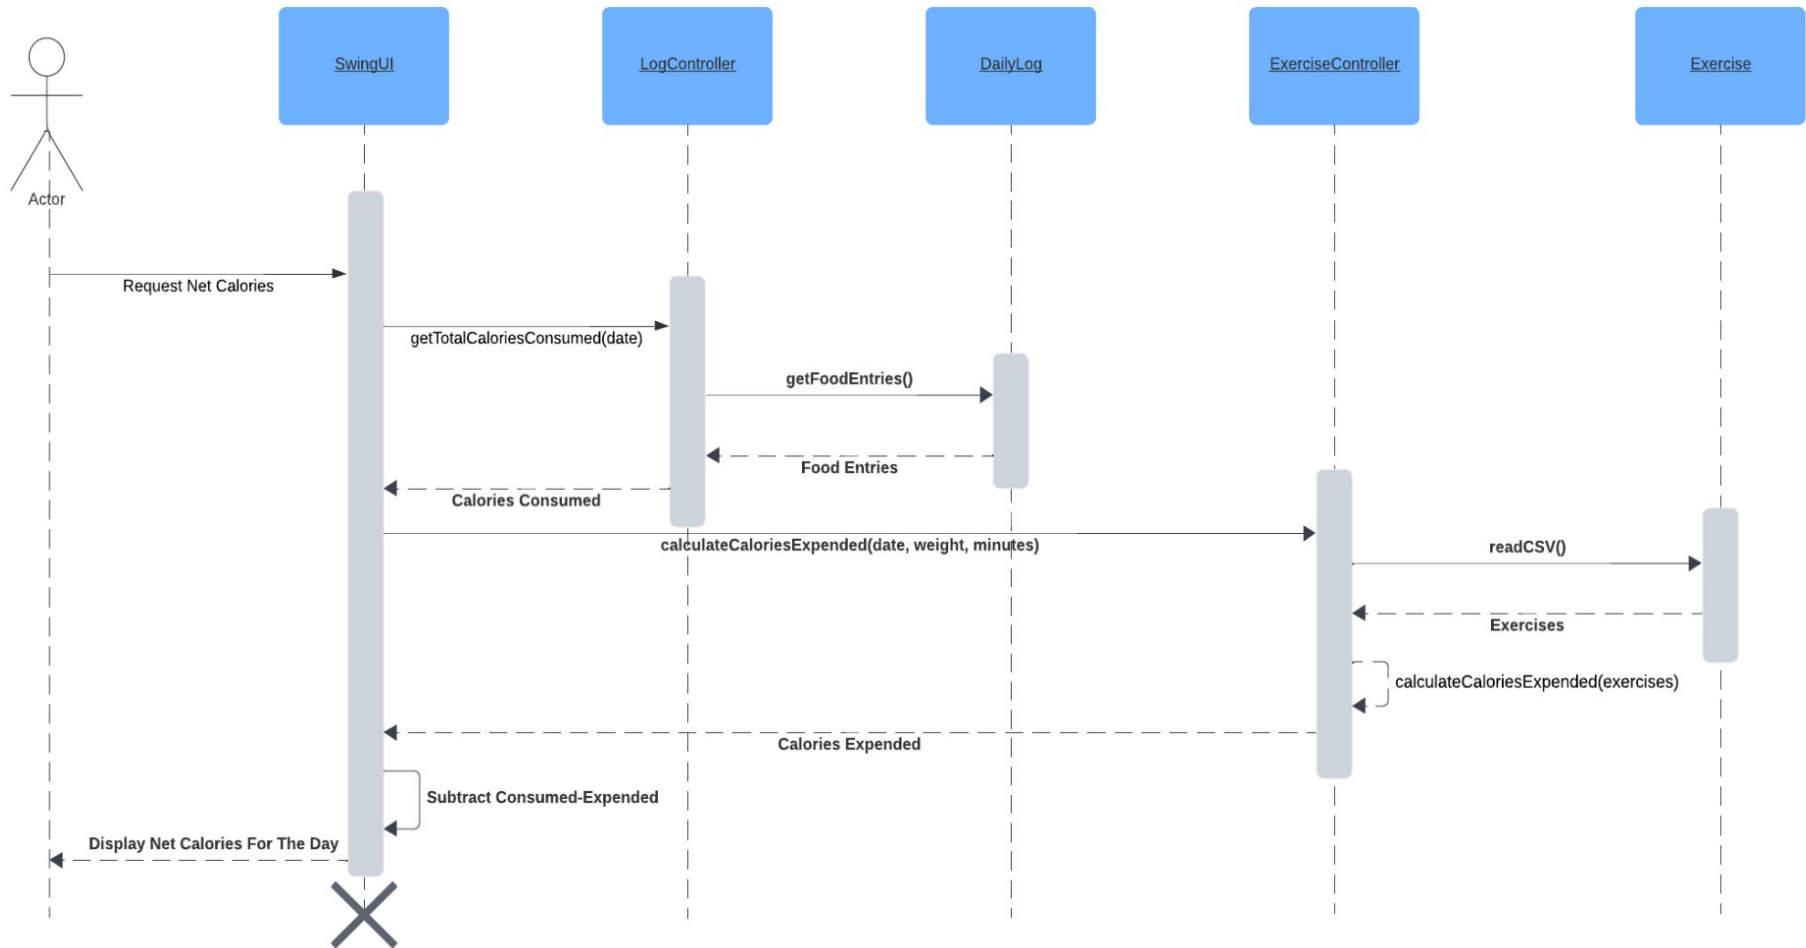 SwingUI
LogController
DailyLog
ExerciseController
Exercise
Actor
Request Net Calories
getTotalCaloriesConsumed(date)
getFoodEntries()
Food Entries
Calories Consumed
calculateCaloriesExpended(date, weight, minutes)
readCSV()
Exercises
calculateCaloriesExpended(exercises)
Calories Expended
Subtract Consumed-Expended
Display Net Calories For The Day